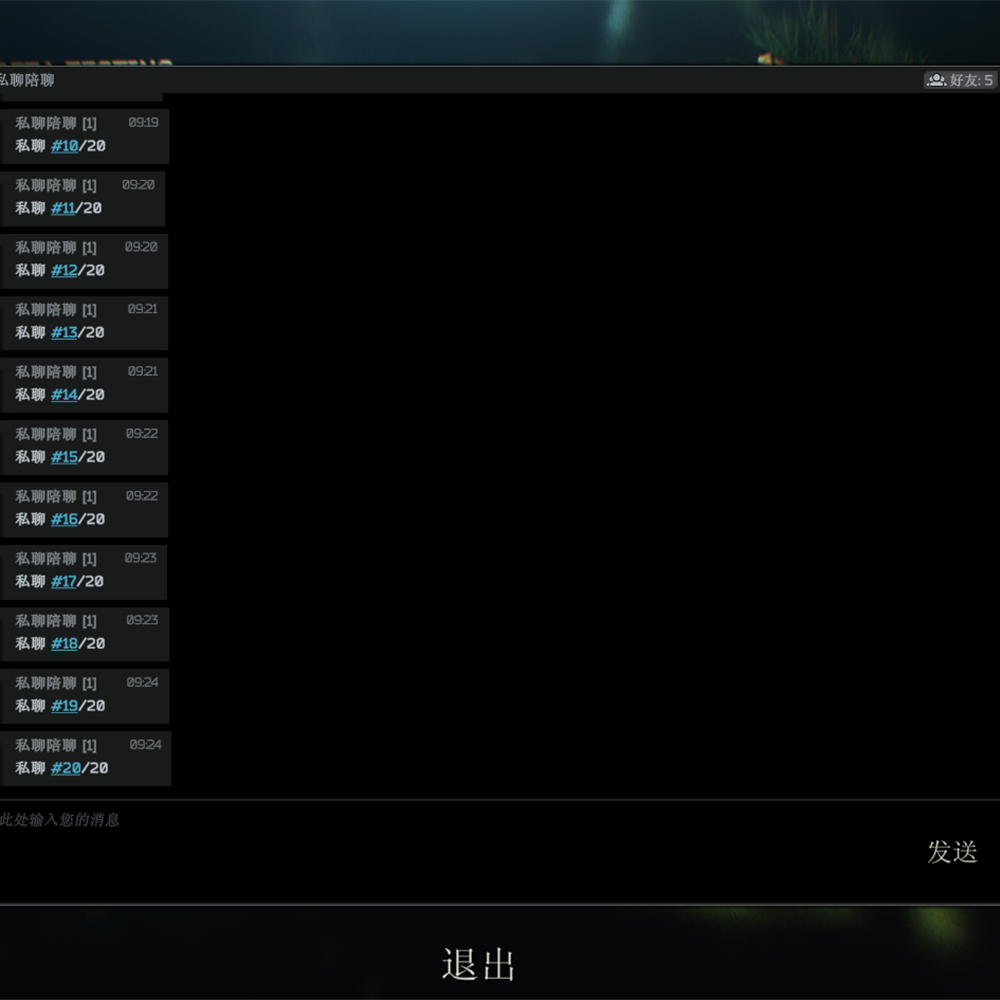 私聊陪聊
好友: 5
私聊陪聊 [1] 09:19
私聊 #10/20
私聊陪聊 [1] 09:20
私聊 #11/20
私聊陪聊 [1] 09:20
私聊 #12/20
私聊陪聊 [1] 09:21
私聊 #13/20
私聊陪聊 [1] 09:21
私聊 #14/20
私聊陪聊 [1] 09:22
私聊 #15/20
私聊陪聊 [1] 09:22
私聊 #16/20
私聊陪聊 [1] 09:23
私聊 #17/20
私聊陪聊 [1] 09:23
私聊 #18/20
私聊陪聊 [1] 09:24
私聊 #19/20
私聊陪聊 [1] 09:24
私聊 #20/20
此处输入您的消息
发送
退出